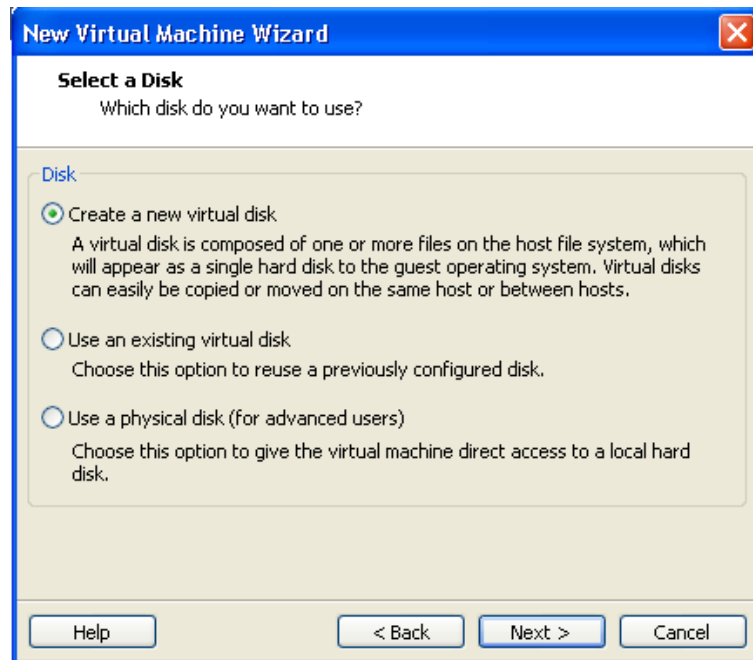 New Virtual Machine Wizard
Select a Disk
Which disk do you want to use?
Disk
Create a new virtual disk
A virtual disk is composed of one or more files on the host file system, which
will appear as a single hard disk to the guest operating system. Virtual disks
can easily be copied or moved on the same host or between hosts.
Use an existing virtual disk
Choose this option to reuse a previously configured disk.
Use a physical disk (for advanced users)
Choose this option to give the virtual machine direct access to a local hard
disk.
Help
< Back
Next >
Cancel